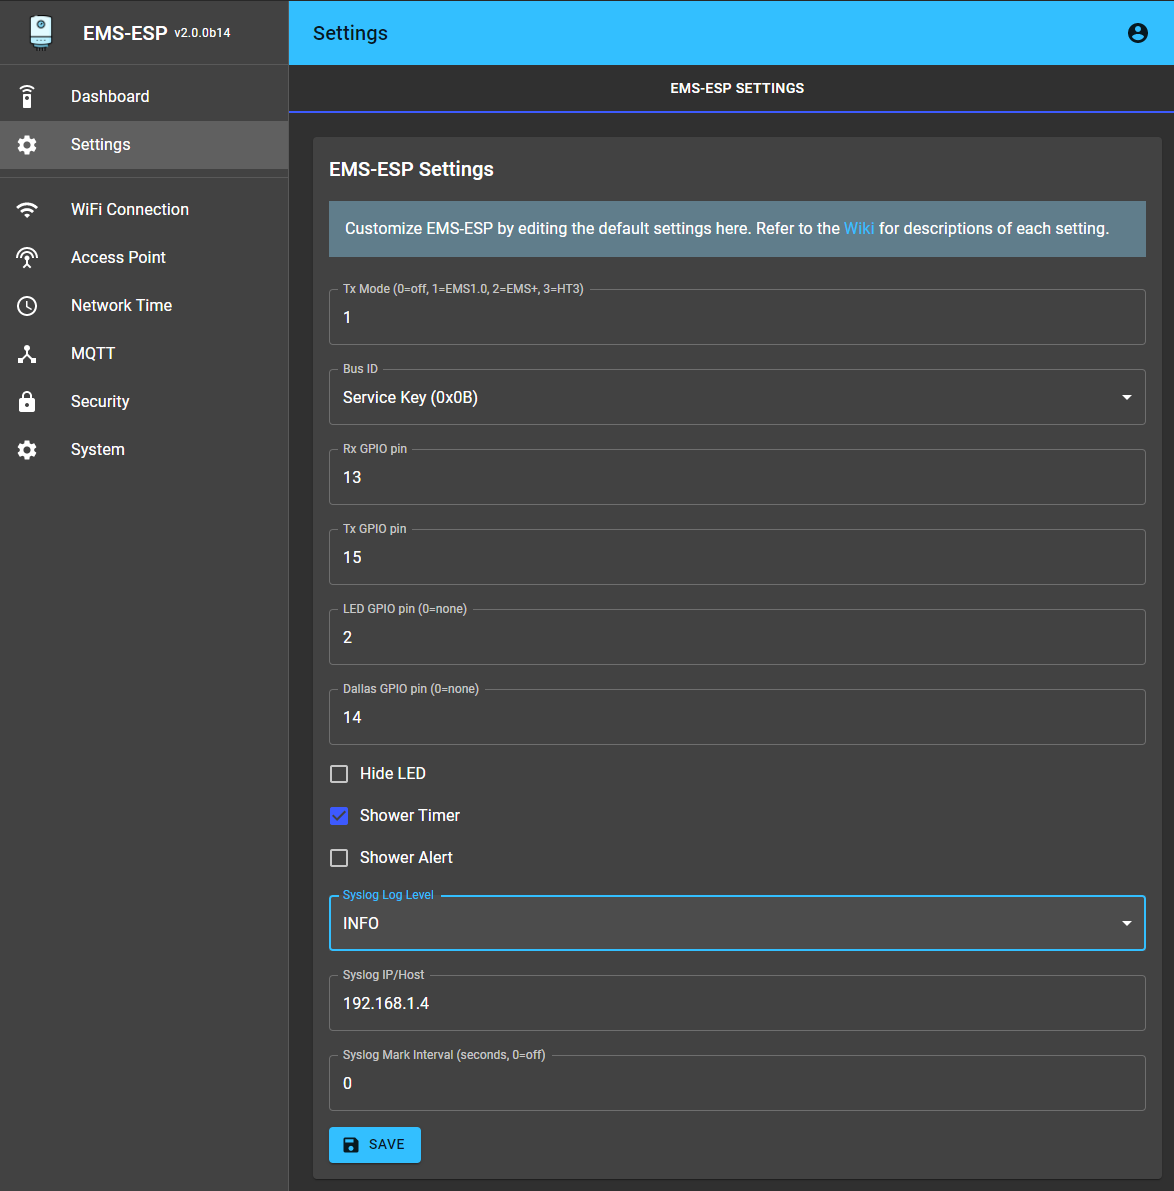 EMS-ESP v2.0.0b14
Settings
Dashboard
Settings
WiFi Connection
Access Point
Network Time
MQTT
Security
System
EMS-ESP SETTINGS
EMS-ESP Settings
Customize EMS-ESP by editing the default settings here. Refer to the Wiki for descriptions of each setting.
Tx Mode (0=off, 1=EMS1.0, 2=EMS+, 3=HT3)
1
Bus ID
Service Key (0x0B)
Rx GPIO pin
13
Tx GPIO pin
15
LED GPIO pin (0=none)
2
Dallas GPIO pin (0=none)
14
Hide LED
Shower Timer
Shower Alert
Syslog Log Level
INFO
Syslog IP/Host
192.168.1.4
Syslog Mark Interval (seconds, 0=off)
0
SAVE